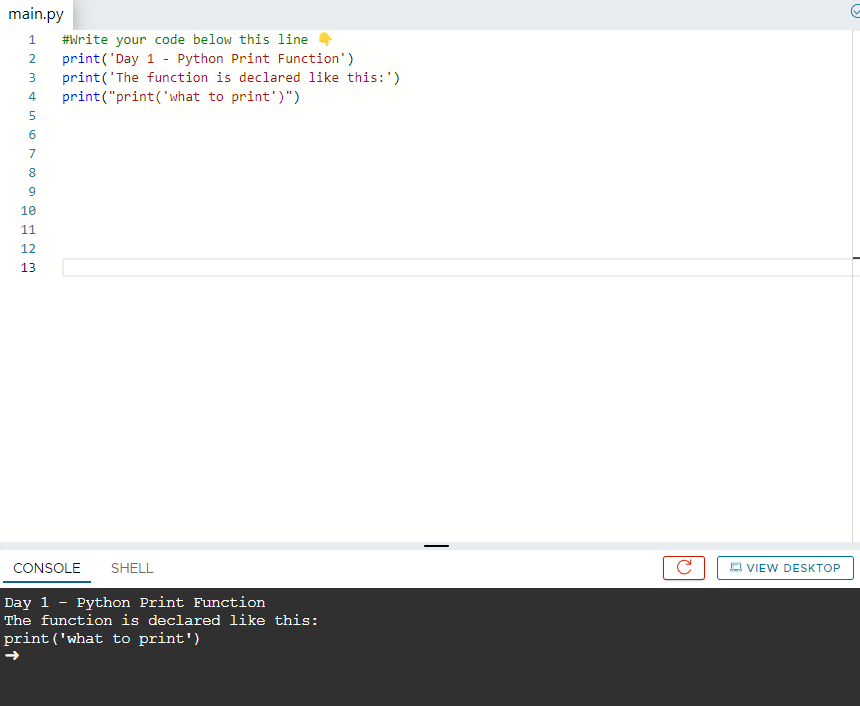 main.py
1 #Write your code below this line 👇
2 print('Day 1 - Python Print Function')
3 print('The function is declared like this:')
4 print("print('what to print')")
5
6
7
8
9
10
11
12
13
CONSOLE SHELL VIEW DESKTOP
Day 1 - Python Print Function
The function is declared like this:
print('what to print')
➜